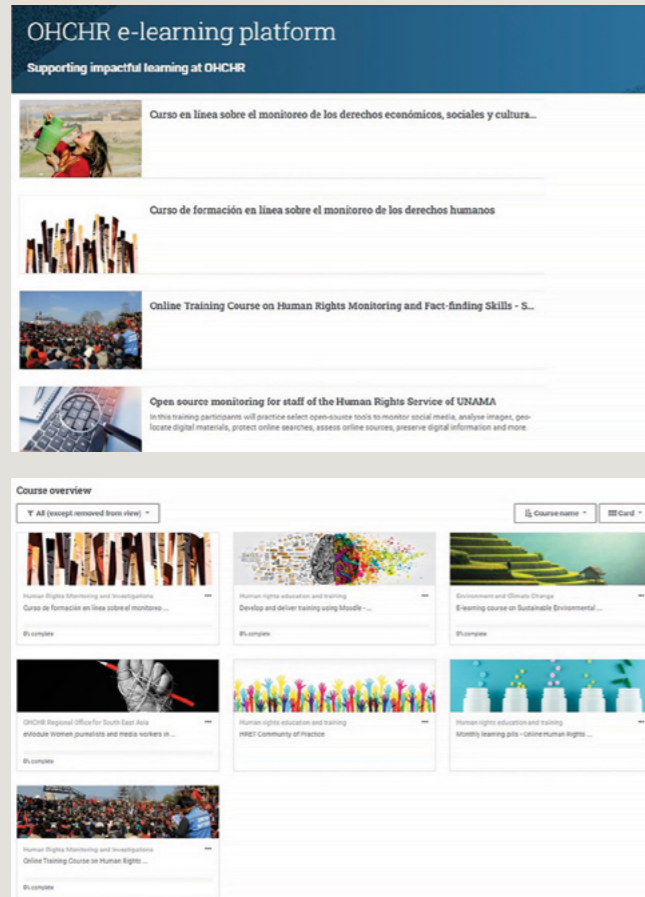 OHCHR e-learning platform
Supporting impactful learning at OHCHR
Curso en línea sobre el monitoreo de los derechos económicos, sociales y cultura...
Curso de formación en línea sobre el monitoreo de los derechos humanos
Online Training Course on Human Rights Monitoring and Fact-finding Skills - S...
Open source monitoring for staff of the Human Rights Service of UNAMA
In this training participants will practice select open-source tools to monitor social media, analyse images, geo-
locate digital materials, protect online searches, assess online sources, preserve digital information and more.
Course overview
All (except removed from view)
Course name
Card
Human Rights Monitoring and Investigations
Curso de formación en línea sobre el monitoreo ...
0% complete
Human rights education and training
Develop and deliver training using Moodle - ...
0% complete
Environment and Climate Change
E-learning course on Sustainable Environmental ...
0% complete
OHCHR Regional Office for South East Asia
eModule Women journalists and media workers in ...
0% complete
Human rights education and training
HRET Community of Practice
Human rights education and training
Monthly learning pills - Online Human Rights ...
Human Rights Monitoring and Investigations
Online Training Course on Human Rights ...
0% complete